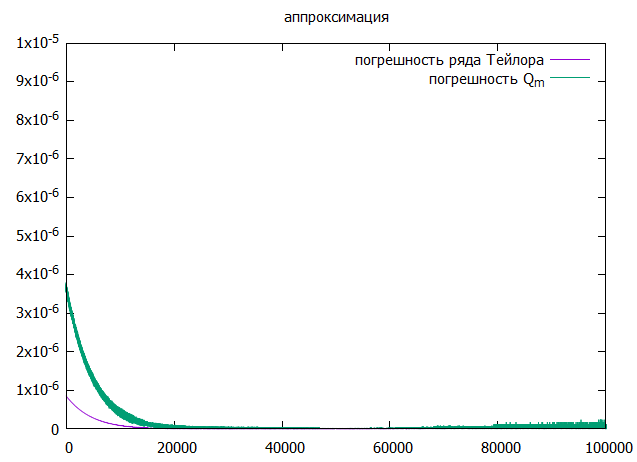 аппроксимация
1x10-5
погрешность ряда Тейлора
9x10-6
погрешность Qm
8x10-6
7x10-6
6x10-6
5x10-6
4x10-6
3x10-6
2x10-6
1x10-6
0
0 20000 40000 60000 80000 100000